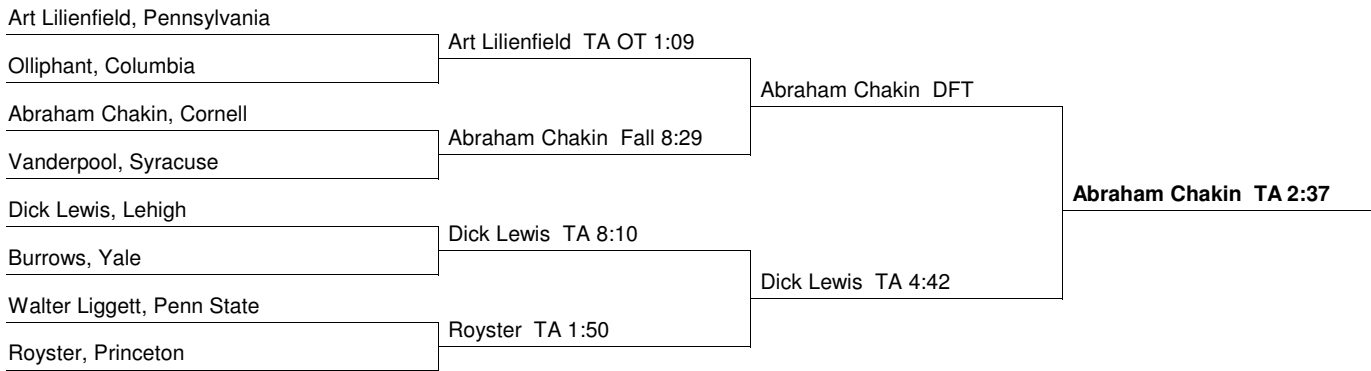 Art Lilienfield, Pennsylvania
Art Lilienfield  TA OT 1:09
Olliphant, Columbia
Abraham Chakin  DFT
Abraham Chakin, Cornell
Abraham Chakin  Fall 8:29
Vanderpool, Syracuse
Abraham Chakin  TA 2:37
Dick Lewis, Lehigh
Dick Lewis  TA 8:10
Burrows, Yale
Dick Lewis  TA 4:42
Walter Liggett, Penn State
Royster  TA 1:50
Royster, Princeton